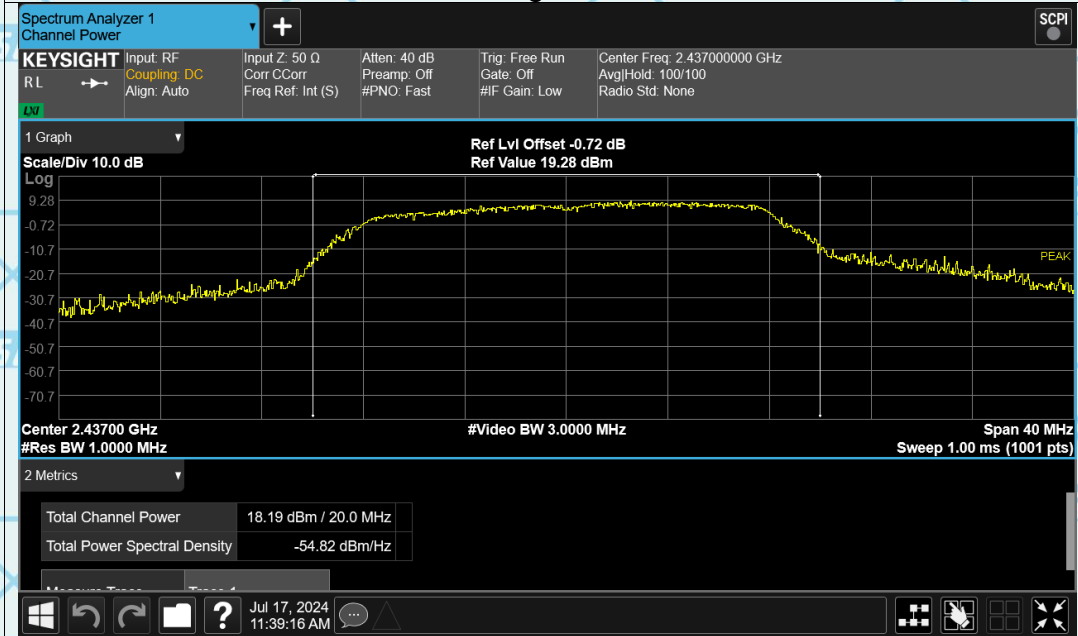 Spectrum Analyzer 1
Channel Power
+
SCPI
KEYSIGHT
R L
LXI
Input: RF
Coupling: DC
Align: Auto
Input Z: 50 Ω
Corr CCorr
Freq Ref: Int (S)
Atten: 40 dB
Preamp: Off
#PNO: Fast
Trig: Free Run
Gate: Off
#IF Gain: Low
Center Freq: 2.437000000 GHz
Avg|Hold: 100/100
Radio Std: None
1 Graph
Scale/Div 10.0 dB
Ref Lvl Offset -0.72 dB
Ref Value 19.28 dBm
Log
9.28
-0.72
-10.7
-20.7
-30.7
-40.7
-50.7
-60.7
-70.7
PEAK
Center 2.43700 GHz
#Res BW 1.0000 MHz
#Video BW 3.0000 MHz
Span 40 MHz
Sweep 1.00 ms (1001 pts)
2 Metrics
Total Channel Power 18.19 dBm / 20.0 MHz
Total Power Spectral Density -54.82 dBm/Hz
Measure Trace Trace 1
?
Jul 17, 2024
11:39:16 AM